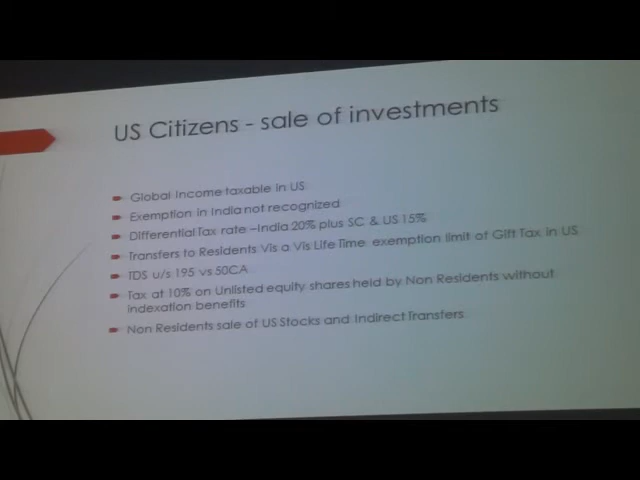 US Citizens - sale of investments
Global Income taxable in US
Exemption in India not recognized
Differential Tax rate –India 20% plus SC & US 15%
Transfers to Residents Vis a Vis Life Time exemption limit of Gift Tax in US
TDS u/s 195 vs 50CA
Tax at 10% on Unlisted equity shares held by Non Residents without
indexation benefits
Non Residents sale of US Stocks and Indirect Transfers